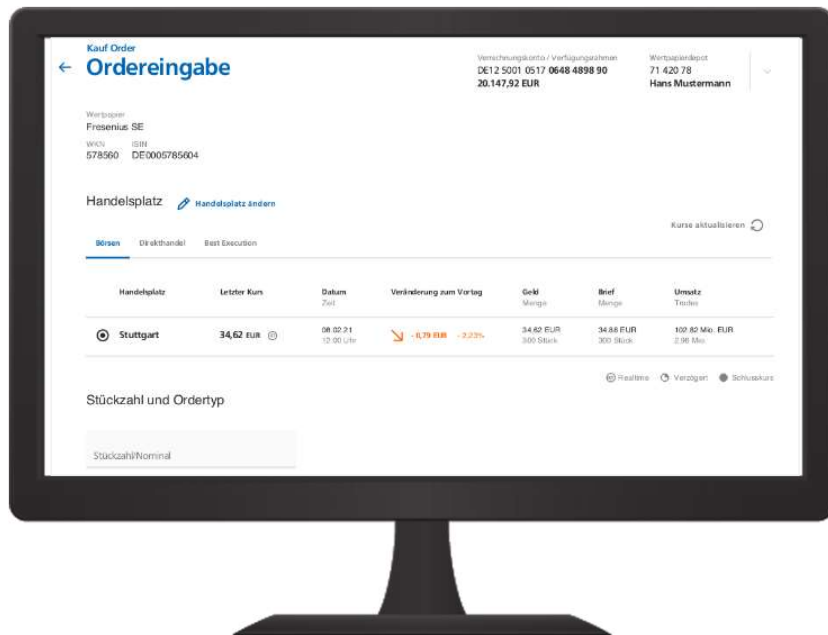 Kauf Order
Ordereingabe
Verrechnungskonto / Verfügungsrahmen
DE12 5001 0517 0648 4898 90
20.147,92 EUR
Wertpapierdepot
71 420 78
Hans Mustermann
Wertpapier
Fresenius SE
WKN ISIN
578560 DE0005785604
Handelsplatz Handelsplatz ändern
Kurse aktualisieren
Börsen Direkthandel Best Execution
Handelsplatz Letzter Kurs Datum Veränderung zum Vortag Geld Brief Umsatz
Zeit Menge Menge Trades
Stuttgart 34,62 EUR 08.02.21 - 0,79 EUR - 2,23% 34,62 EUR 34,88 EUR 102.82 Mio. EUR
12:00 Uhr 300 Stück 300 Stück 2,98 Mio.
Realtime Verzögert Schlusskurs
Stückzahl und Ordertyp
Stückzahl/Nominal